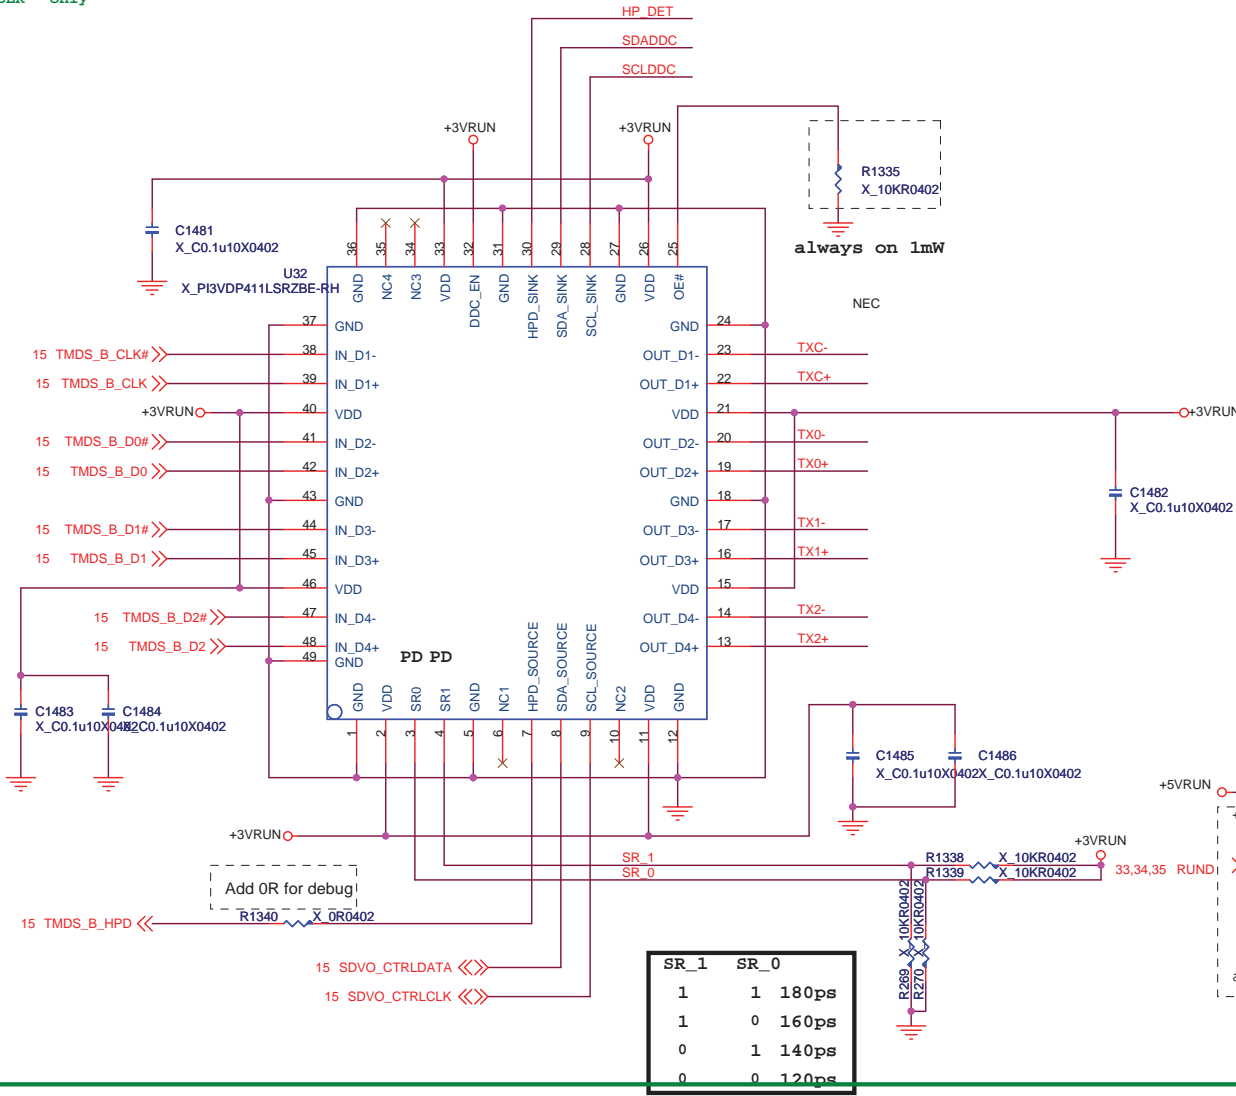 HP_DET
SDADDC
SCLDDC
+3VRUN
+3VRUN
R1335
X_10KR0402
always on 1mW
C1481
X_C0.1u10X0402
U32
X_PI3VDP411LSRZBE-RH
36 35 34 33 32 31 30 29 28 27 26 25
GND NC4 NC3 VDD DDC_EN GND HPD_SINK SDA_SINK SCL_SINK GND VDD OE#
NEC
37 GND
GND 24
15 TMDS_B_CLK# 38 IN_D1-
OUT_D1- 23 TXC-
15 TMDS_B_CLK 39 IN_D1+
OUT_D1+ 22 TXC+
+3VRUN 40 VDD
VDD 21 +3VRUN
15 TMDS_B_D0# 41 IN_D2-
OUT_D2- 20 TX0-
15 TMDS_B_D0 42 IN_D2+
OUT_D2+ 19 TX0+
43 GND
GND 18
C1482
X_C0.1u10X0402
15 TMDS_B_D1# 44 IN_D3-
OUT_D3- 17 TX1-
15 TMDS_B_D1 45 IN_D3+
OUT_D3+ 16 TX1+
46 VDD
VDD 15
15 TMDS_B_D2# 47 IN_D4-
OUT_D4- 14 TX2-
15 TMDS_B_D2 48 IN_D4+
OUT_D4+ 13 TX2+
49 GND
PD PD
GND VDD SR0 SR1 GND NC1 HPD_SOURCE SDA_SOURCE SCL_SOURCE NC2 VDD GND
1 2 3 4 5 6 7 8 9 10 11 12
C1483
X_C0.1u10X0402
C1484
X_C0.1u10X0402
C1485
X_C0.1u10X0402
C1486
X_C0.1u10X0402
+5VRUN
+3VRUN
+3VRUN
SR_1 R1338 X_10KR0402
SR_0 R1339 X_10KR0402
33,34,35 RUND
Add 0R for debug
15 TMDS_B_HPD R1340 X_0R0402
R269 X_10KR0402
R270 X_10KR0402
15 SDVO_CTRLDATA
15 SDVO_CTRLCLK
SR_1 SR_0
1 1 180ps
1 0 160ps
0 1 140ps
0 0 120ps